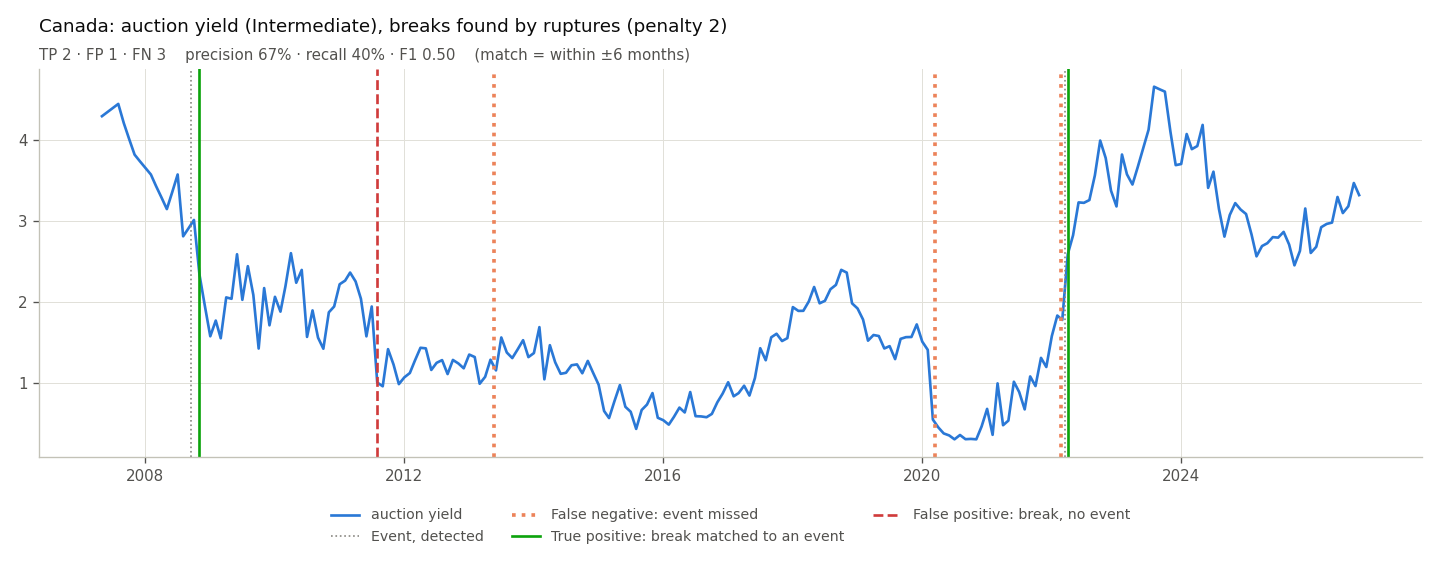 Canada: auction yield (Intermediate), breaks found by ruptures (penalty 2)
TP 2 · FP 1 · FN 3    precision 67% · recall 40% · F1 0.50    (match = within ±6 months)
4
3
2
1
2008 2012 2016 2020 2024
auction yield False negative: event missed False positive: break, no event
Event, detected True positive: break matched to an event